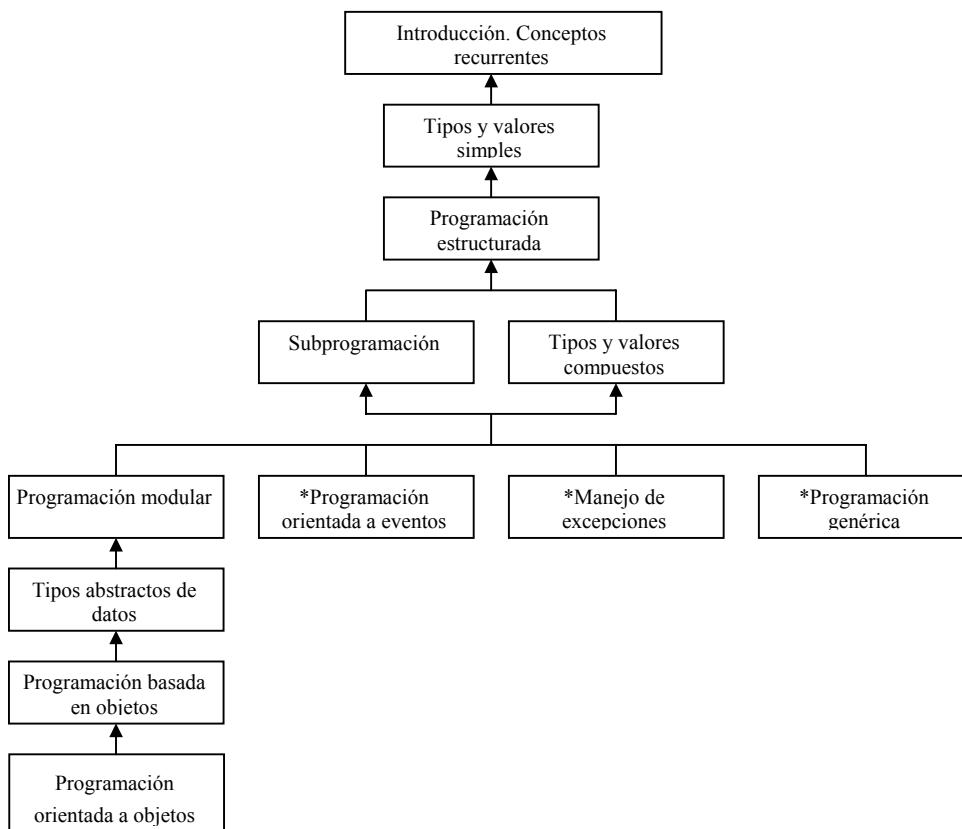 Introducción. Conceptos
recurrentes
Tipos y valores
simples
Programación
estructurada
Subprogramación
Tipos y valores
compuestos
Programación modular
*Programación
orientada a eventos
*Manejo de
excepciones
*Programación
genérica
Tipos abstractos de
datos
Programación basada
en objetos
Programación
orientada a objetos